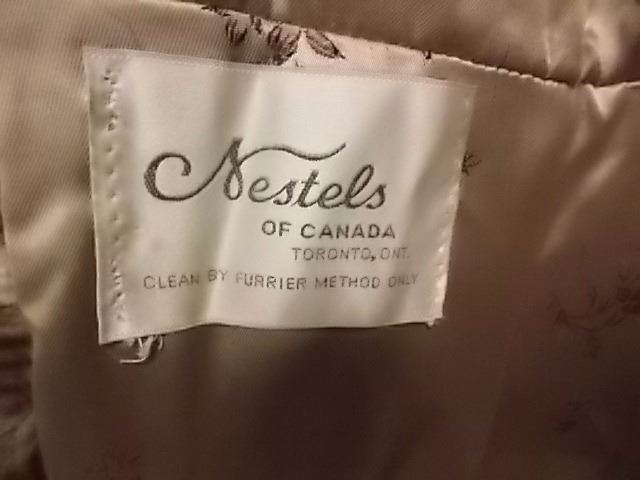 Nestels
OF CANADA
TORONTO, ONT.
CLEAN BY FURRIER METHOD ONLY